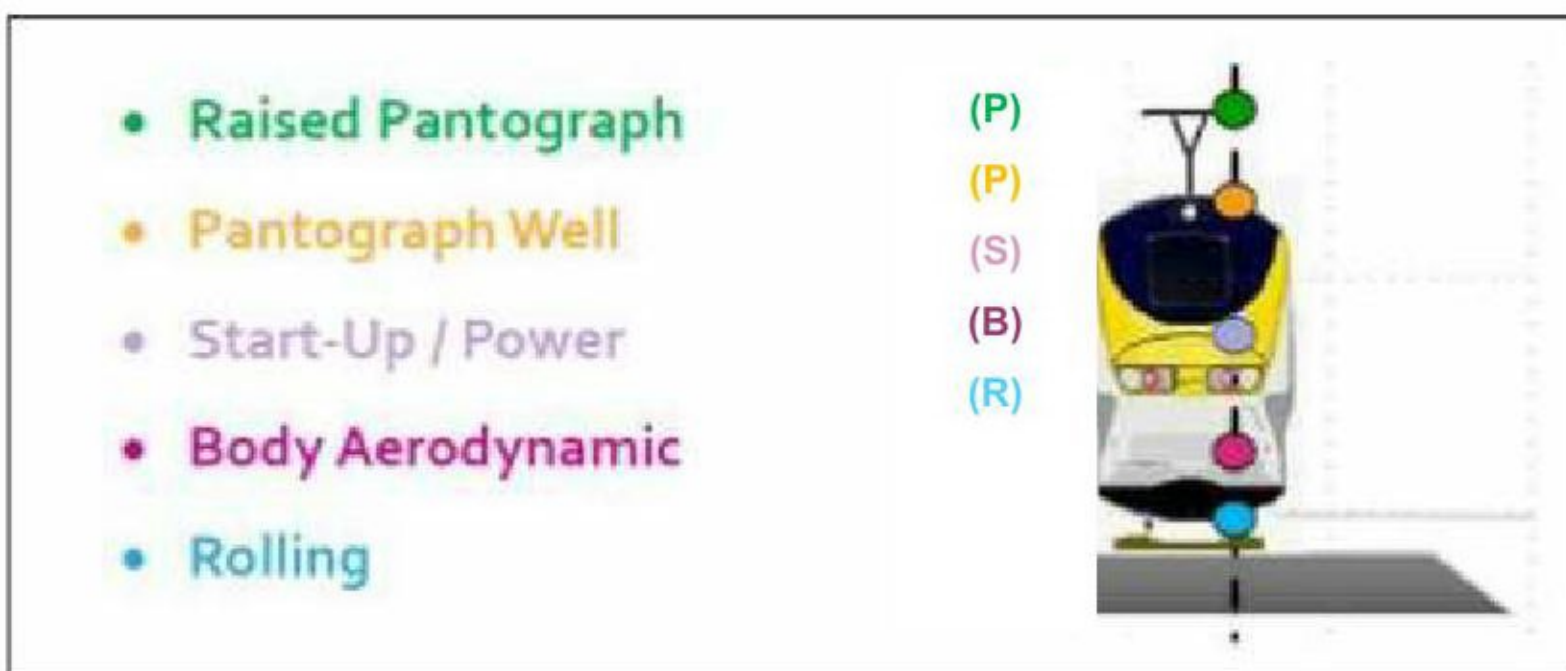 • Raised Pantograph (P)
• Pantograph Well (P)
• Start-Up / Power (S)
• Body Aerodynamic (B)
• Rolling (R)